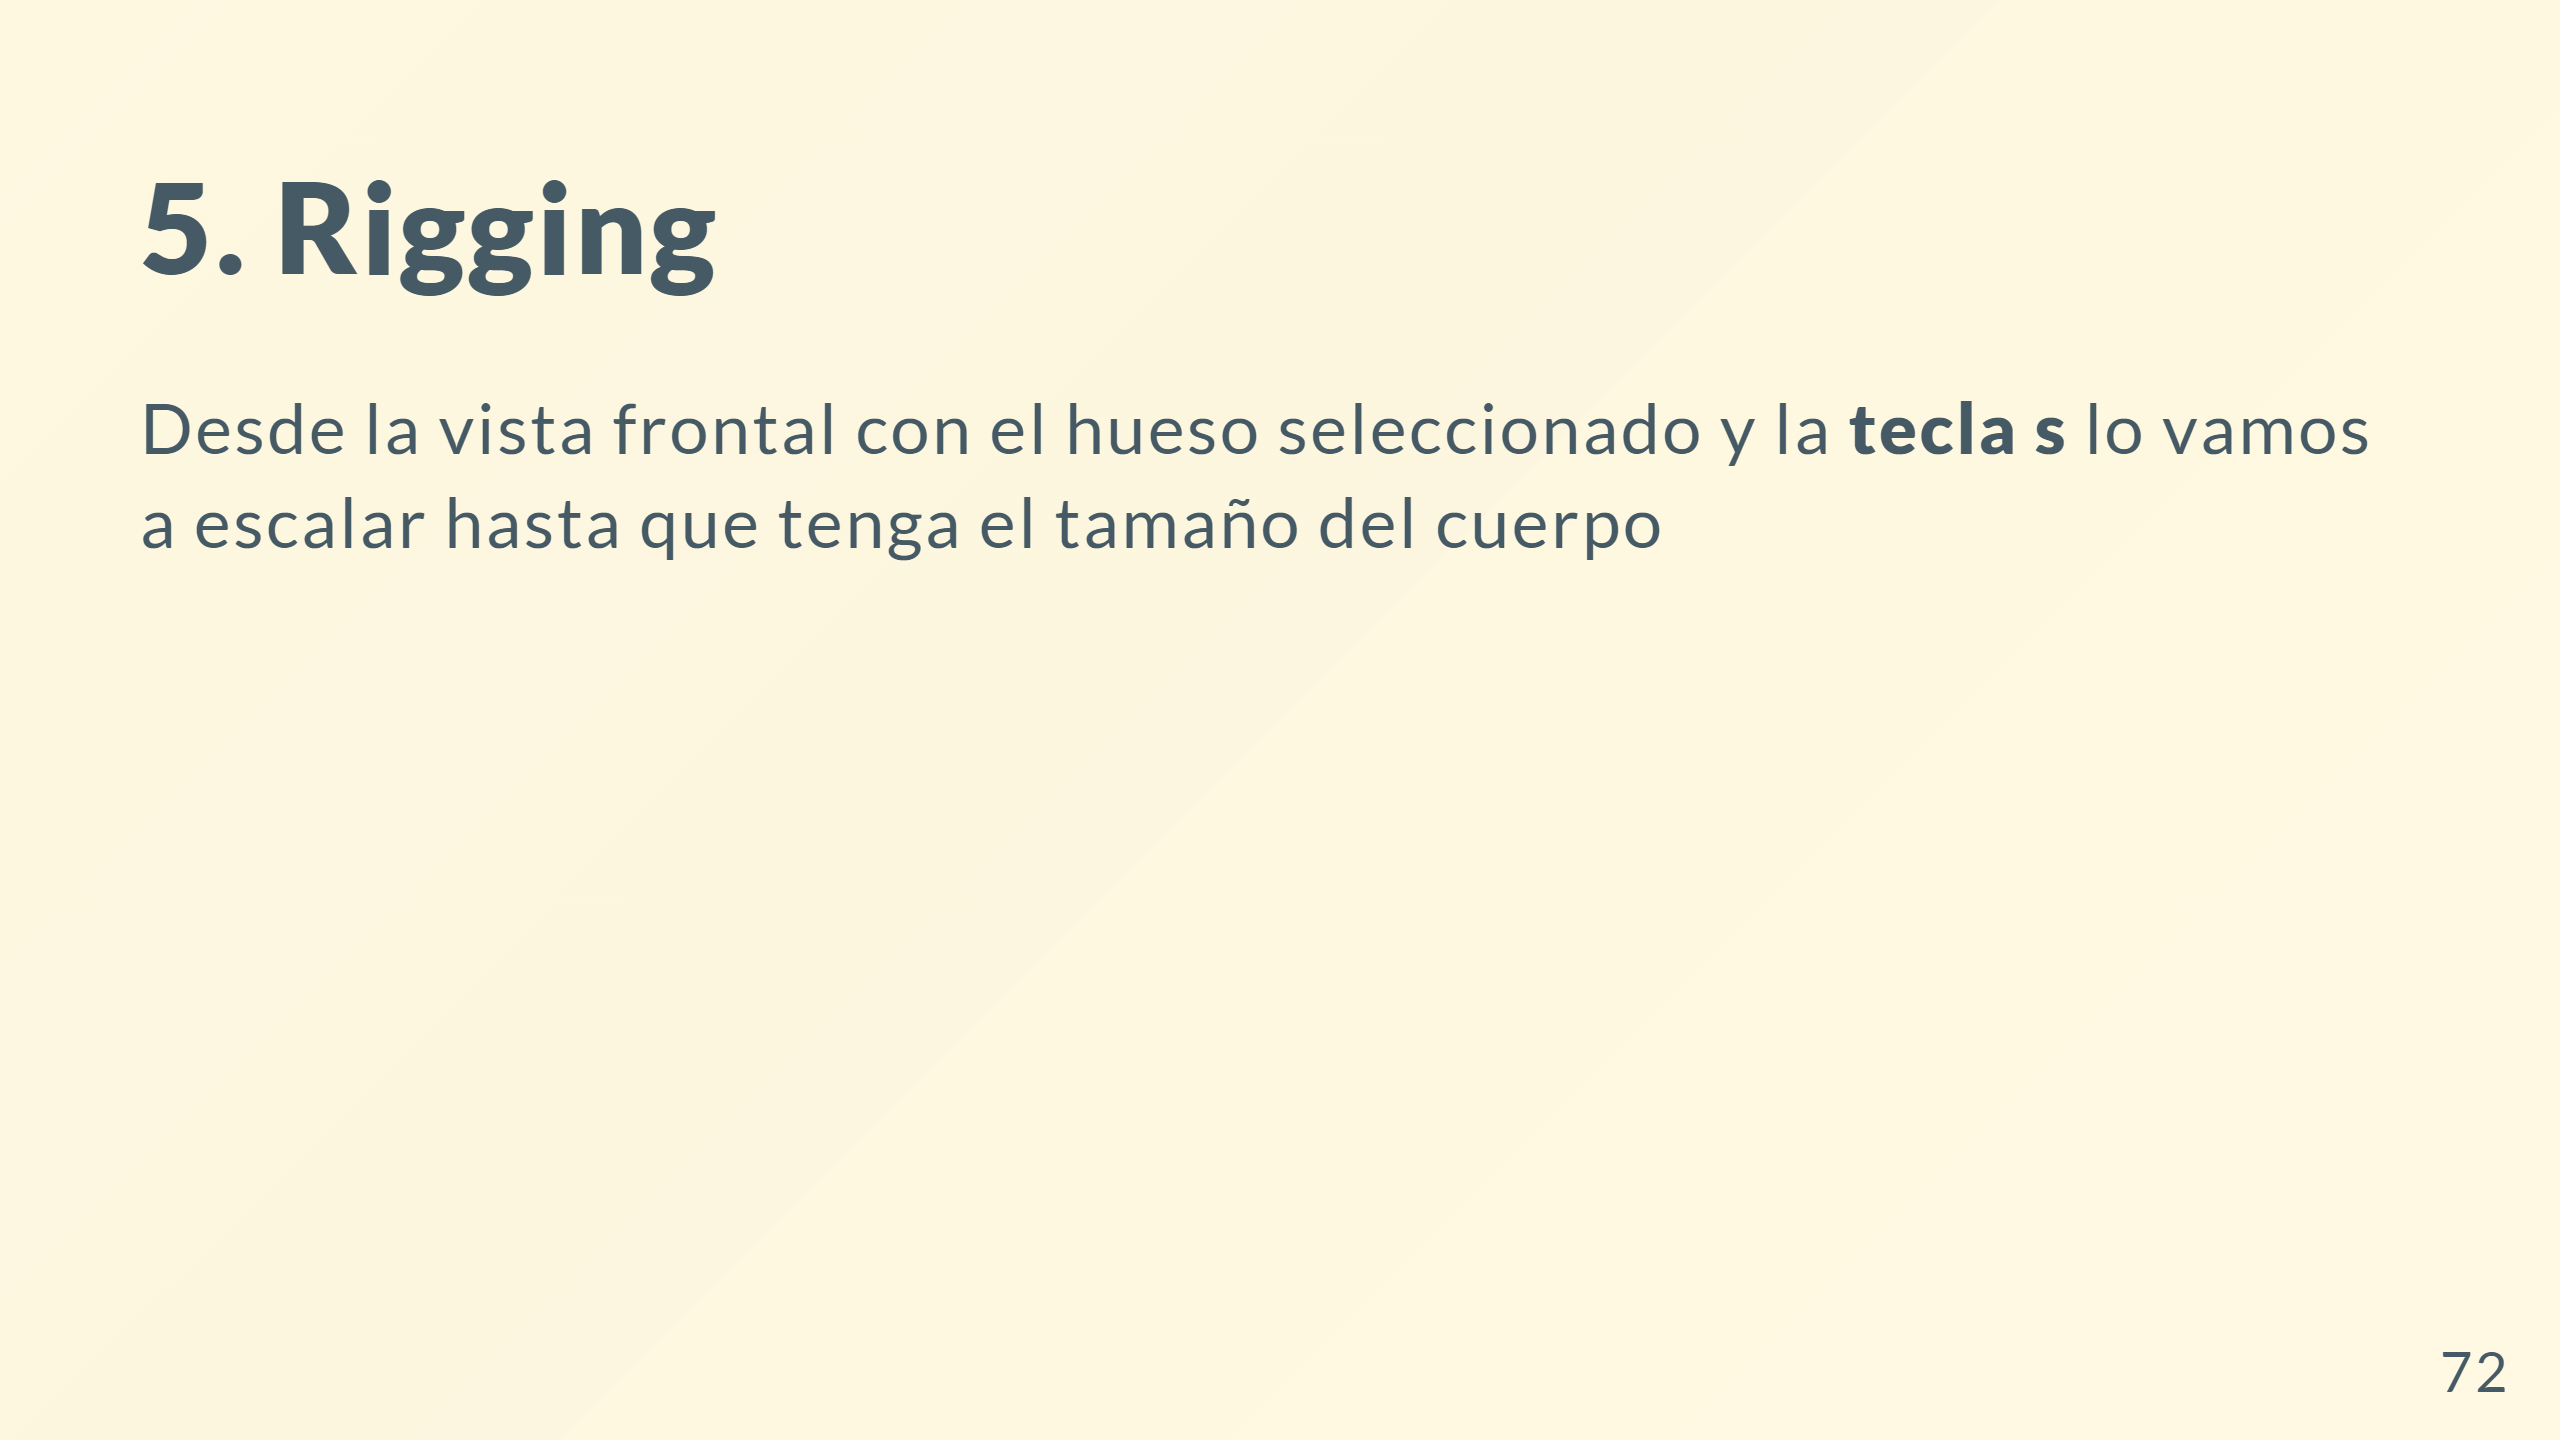 5. Rigging
Desde la vista frontal con el hueso seleccionado y la tecla s lo vamos
a escalar hasta que tenga el tamaño del cuerpo
72